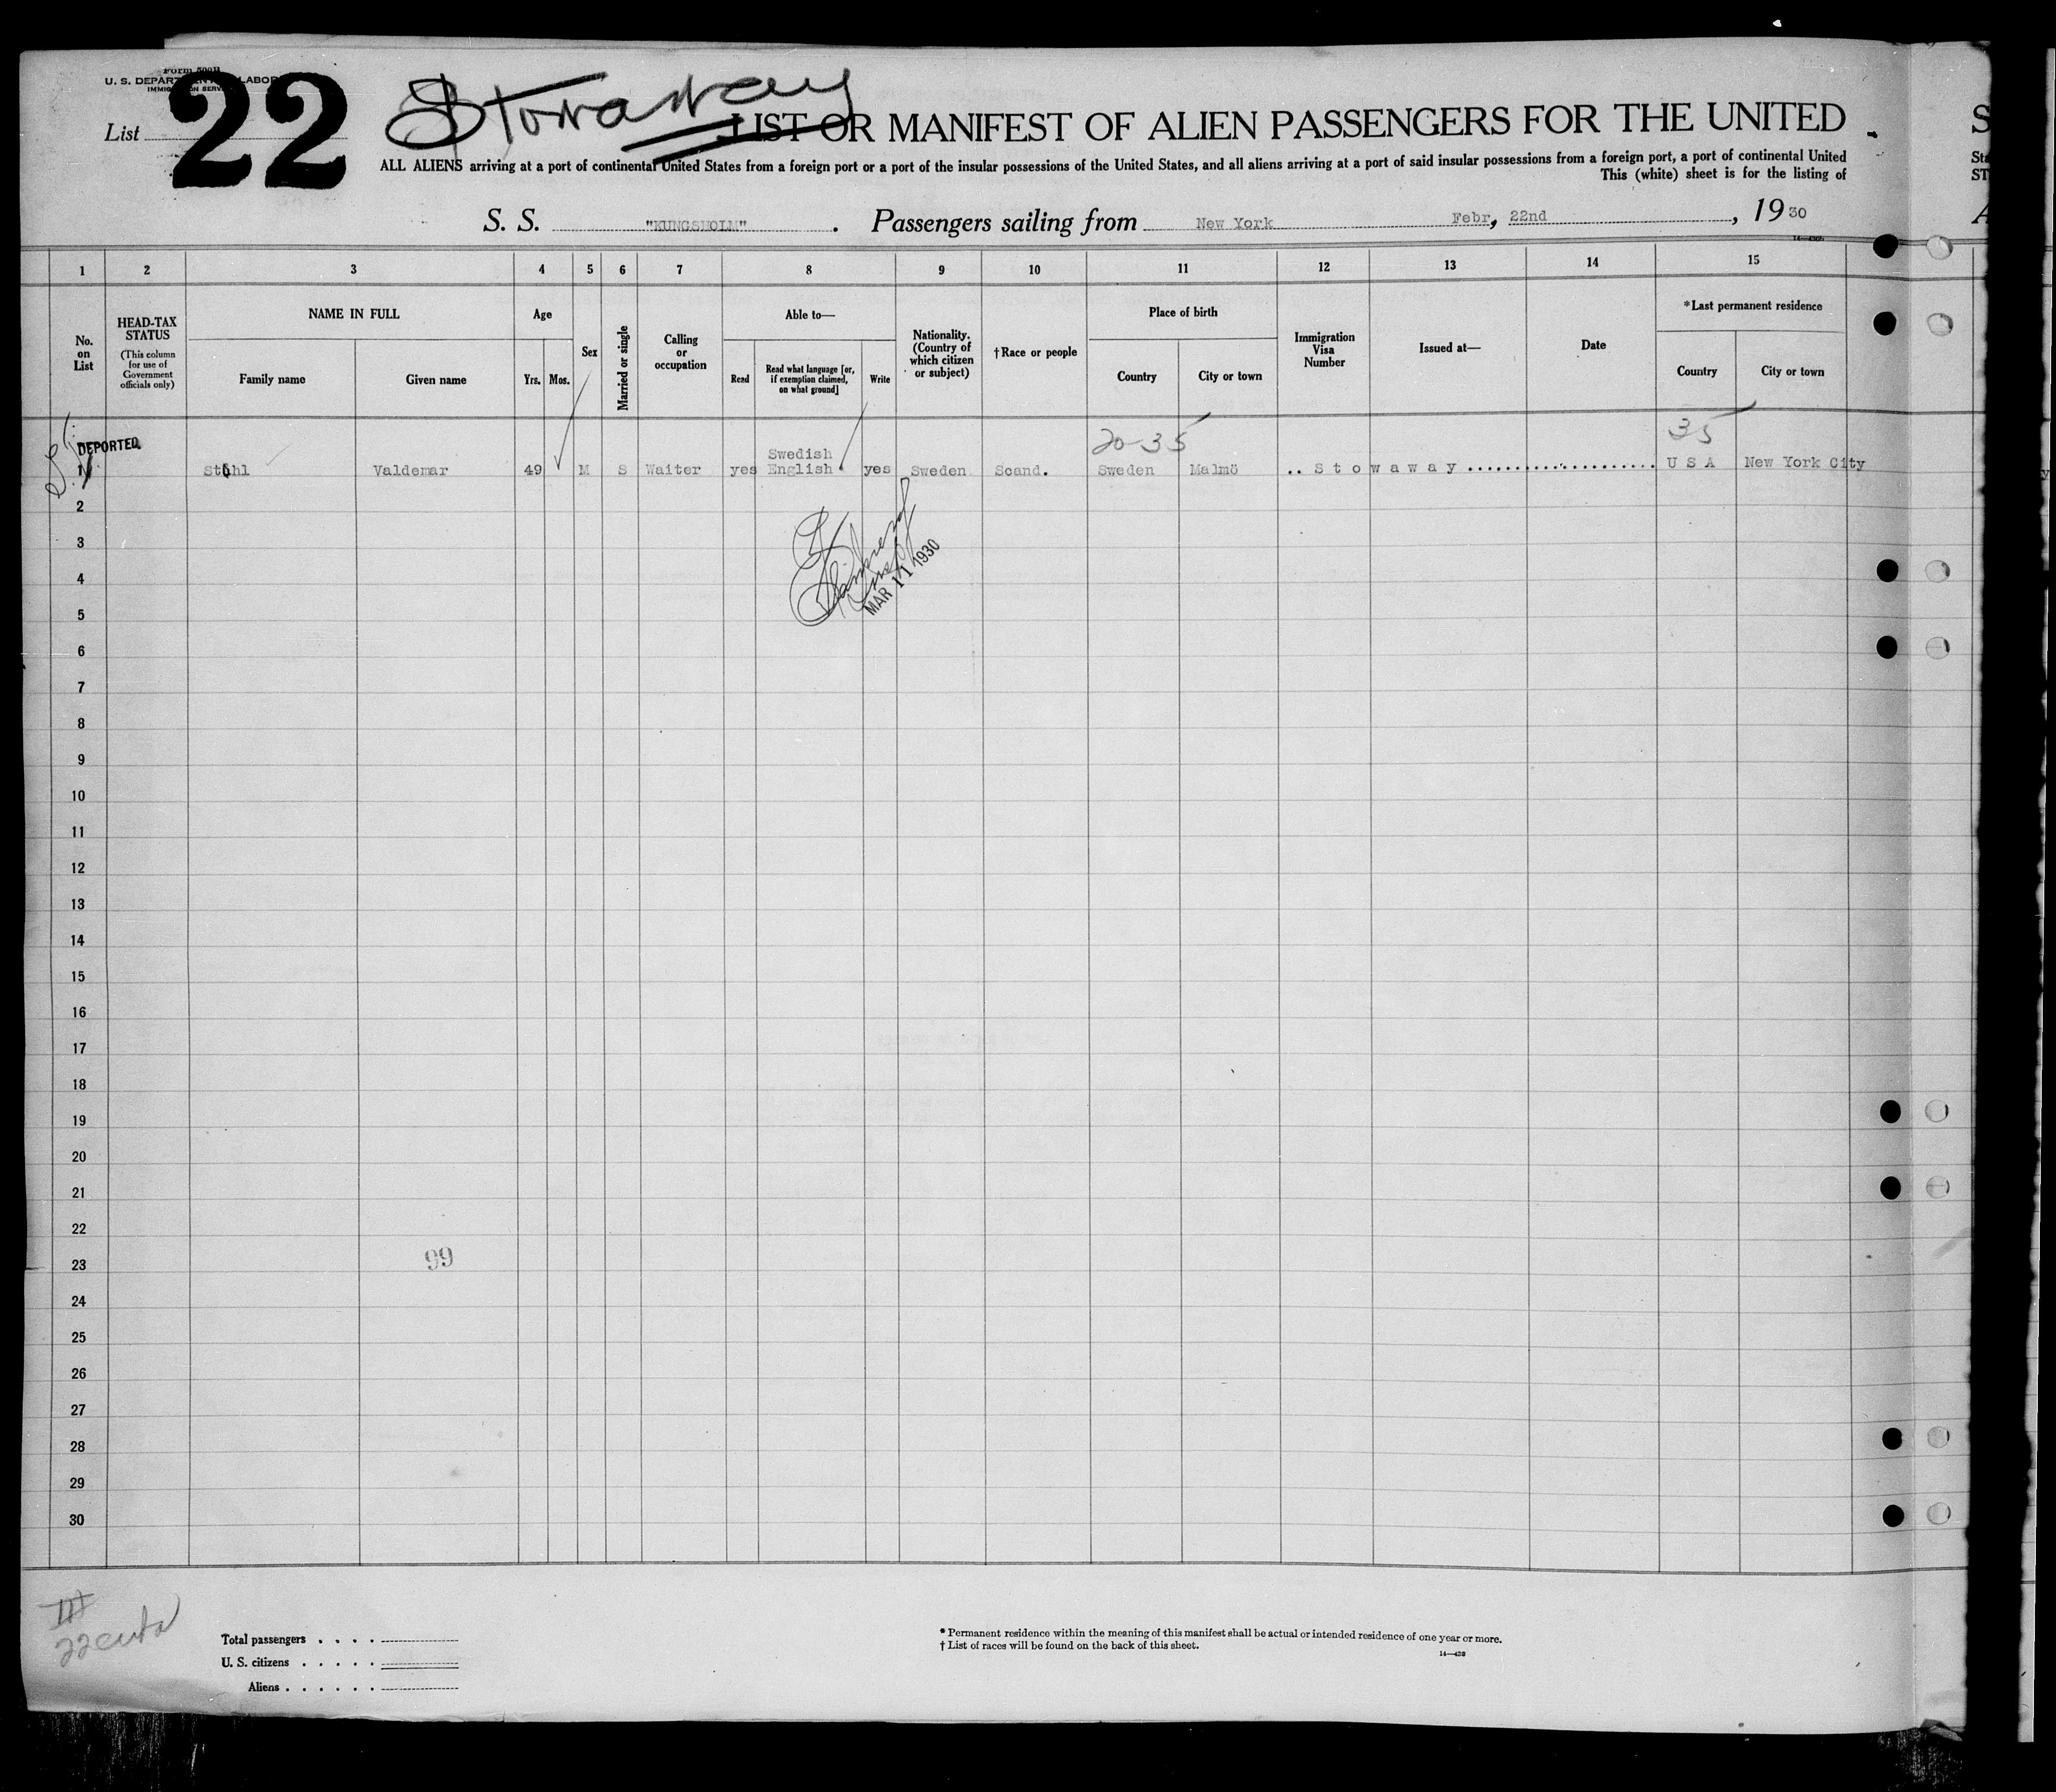 Form 500B
U. S. DEPARTMENT OF LABOR
IMMIGRATION SERVICE
List 22
Stowaway
LIST OR MANIFEST OF ALIEN PASSENGERS FOR THE UNITED
ALL ALIENS arriving at a port of continental United States from a foreign port or a port of the insular possessions of the United States, and all aliens arriving at a port of said insular possessions from a foreign port, a port of continental United
This (white) sheet is for the listing of
S. S. "KUNGSHOLM" . Passengers sailing from New York Febr, 22nd , 1930
1 2 3 4 5 6 7 8 9 10 11 12 13 14 15
No. on List
HEAD-TAX STATUS
(This column for use of Government officials only)
NAME IN FULL
Family name
Given name
Age
Yrs.
Mos.
Sex
Married or single
Calling or occupation
Able to—
Read
Read what language [or, if exemption claimed, on what ground]
Write
Nationality. (Country of which citizen or subject)
†Race or people
Place of birth
Country
City or town
Immigration Visa Number
Issued at—
Date
*Last permanent residence
Country
City or town
DEPORTED
20-35
35
Swedish
1 Valdemar 49 M S Waiter yes English yes Sweden Scand. Sweden Malmö .. Stowaway .......... U S A New York City
2
3
MAR 11 1930
4
5
6
7
8
9
10
11
12
13
14
15
16
17
18
19
20
21
22
23
99
24
25
26
27
28
29
30
III
Total passengers . . . .
U. S. citizens . . . . .
Aliens . . . . . .
* Permanent residence within the meaning of this manifest shall be actual or intended residence of one year or more.
† List of races will be found on the back of this sheet.